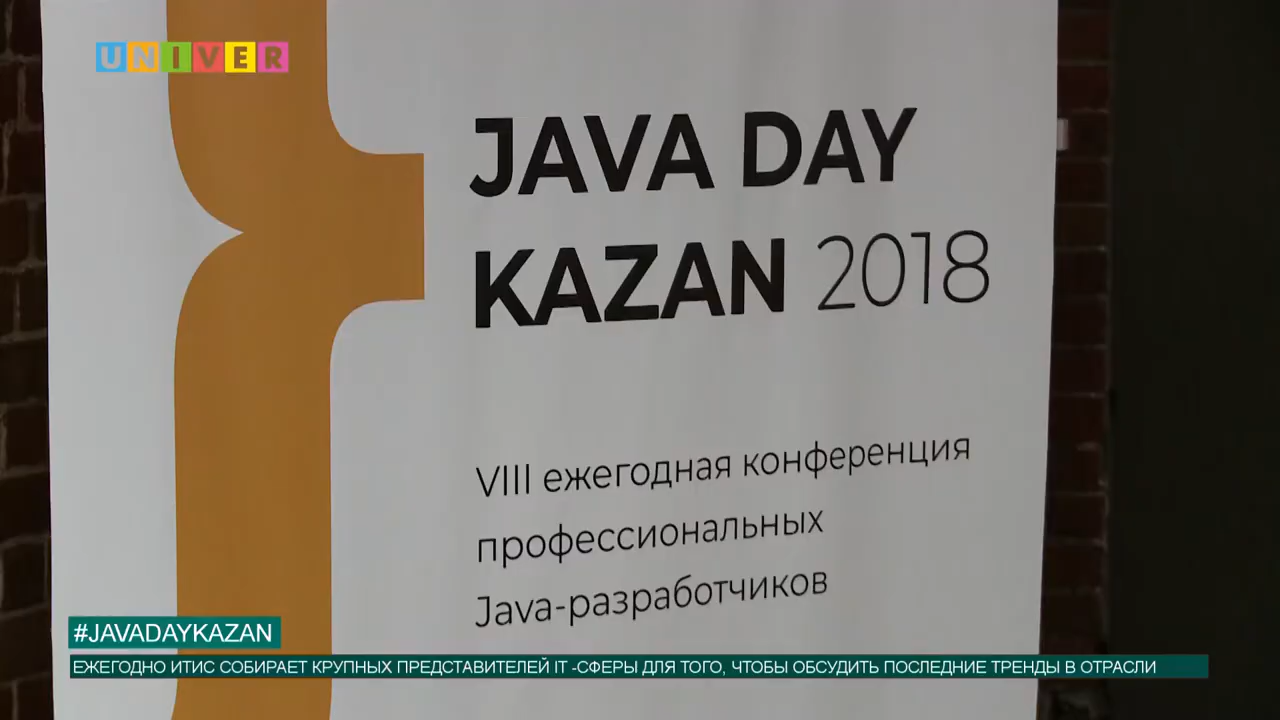 UNIVER
JAVA DAY
KAZAN 2018
VIII ежегодная конференция
профессиональных
Java-разработчиков
#JAVADAYKAZAN
ЕЖЕГОДНО ИТИС СОБИРАЕТ КРУПНЫХ ПРЕДСТАВИТЕЛЕЙ IT -СФЕРЫ ДЛЯ ТОГО, ЧТОБЫ ОБСУДИТЬ ПОСЛЕДНИЕ ТРЕНДЫ В ОТРАСЛИ